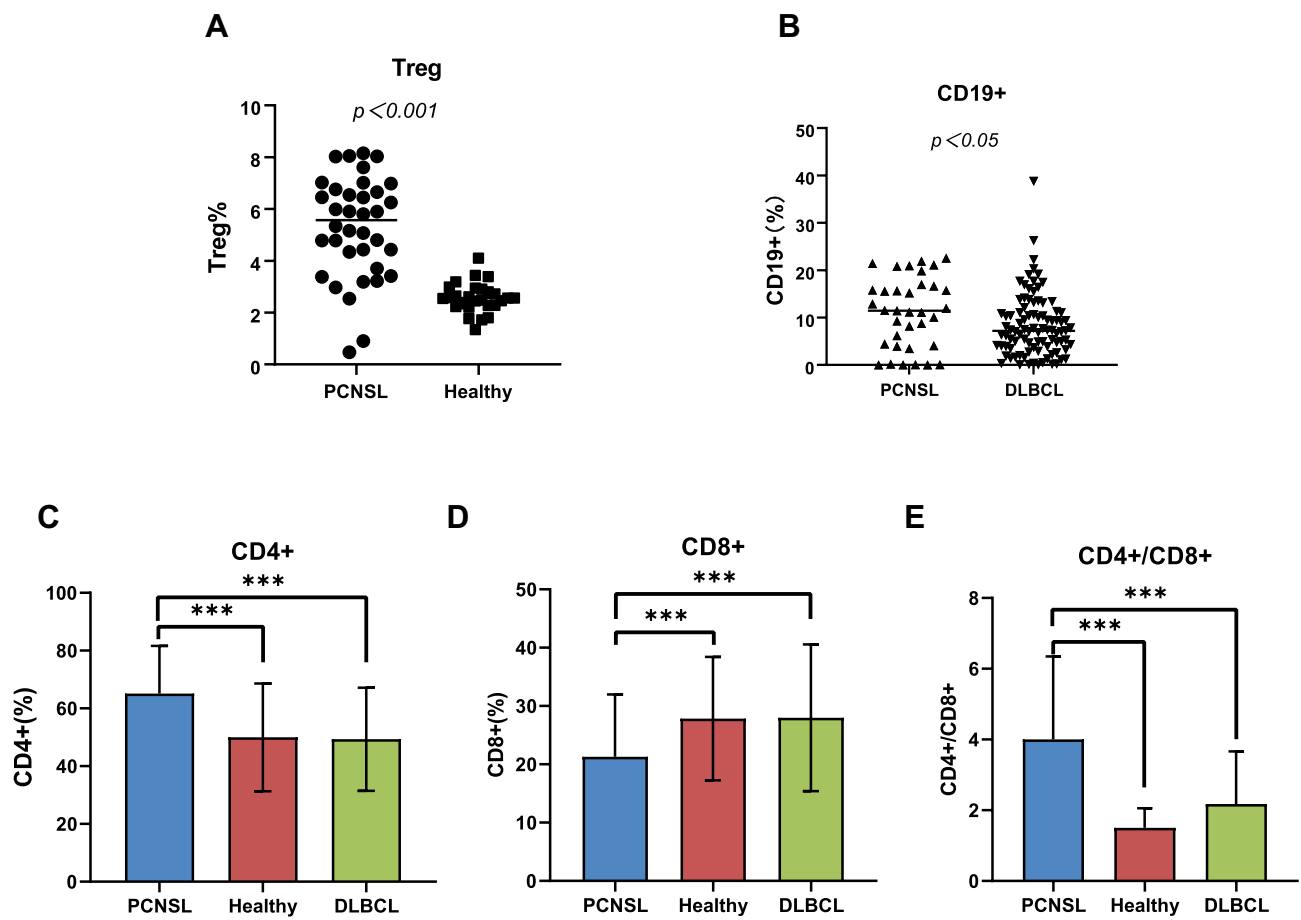 A
Treg
p<0.001
Treg%
10
8
6
4
2
0
PCNSL Healthy
B
CD19+
p<0.05
CD19+(%)
50
40
30
20
10
0
PCNSL DLBCL
C
CD4+
***
***
CD4+(%)
100
80
60
40
20
0
PCNSL Healthy DLBCL
D
CD8+
***
***
CD8+(%)
50
40
30
20
10
0
PCNSL Healthy DLBCL
E
CD4+/CD8+
***
***
CD4+/CD8+
8
6
4
2
0
PCNSL Healthy DLBCL